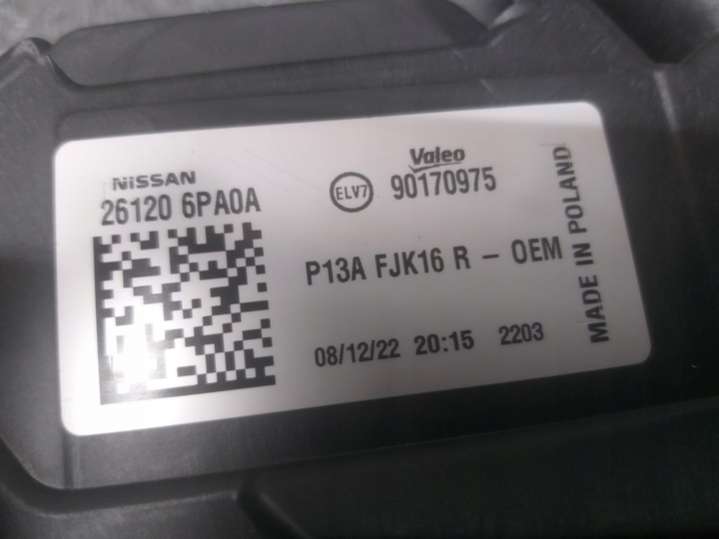 NISSAN
26120 6PA0A
ELV7
Valeo
90170975
P13A FJK16 R - OEM
08/12/22 20:15 2203
MADE IN POLAND